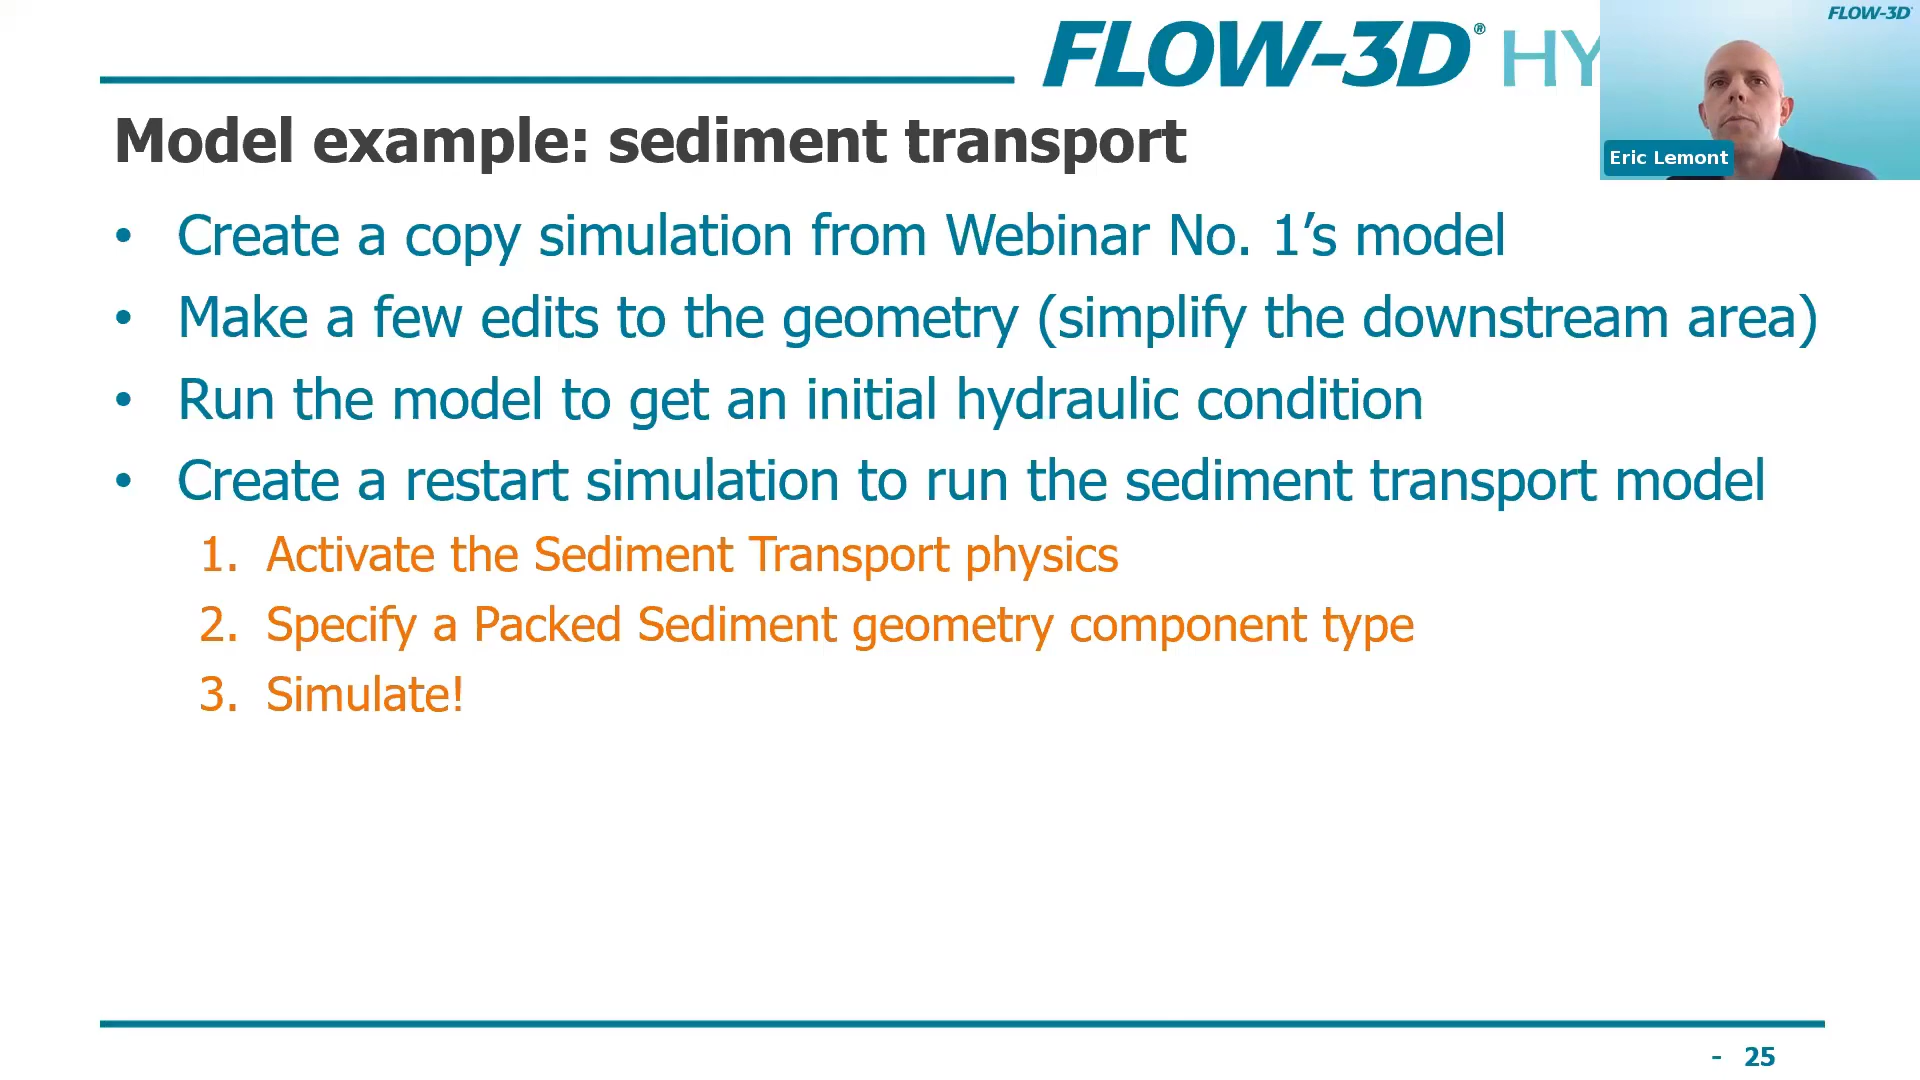 FLOW-3D® HY
FLOW-3D
Eric Lemont
Model example: sediment transport
• Create a copy simulation from Webinar No. 1’s model
• Make a few edits to the geometry (simplify the downstream area)
• Run the model to get an initial hydraulic condition
• Create a restart simulation to run the sediment transport model
1. Activate the Sediment Transport physics
2. Specify a Packed Sediment geometry component type
3. Simulate!
- 25